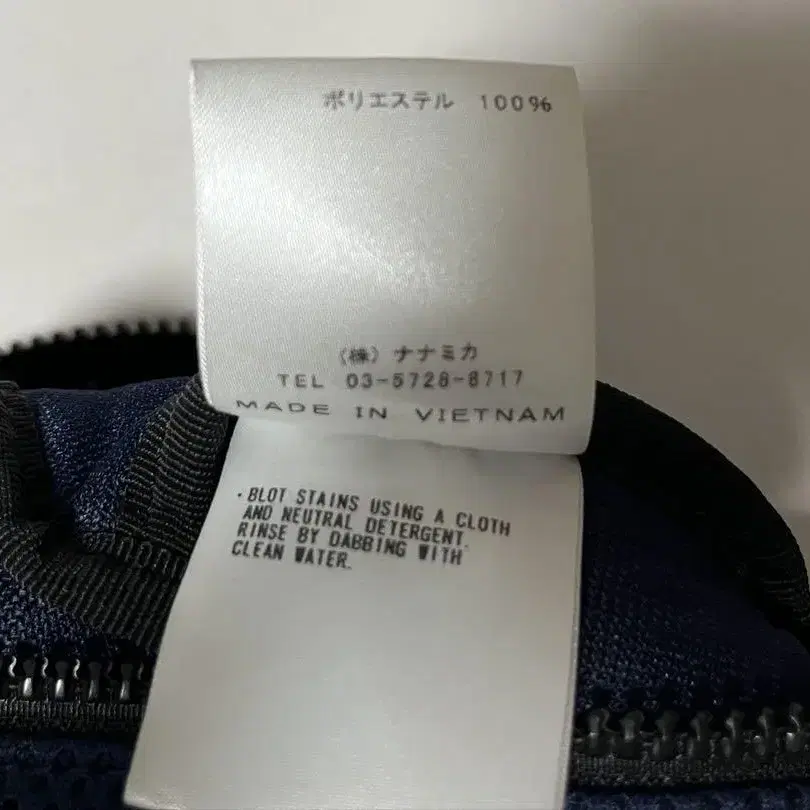 ポリエステル 100%
(株) ナナミカ
TEL 03-5728-8717
MADE IN VIETNAM
・BLOT STAINS USING A CLOTH
AND NEUTRAL DETERGENT.
RINSE BY DABBING WITH
CLEAN WATER.